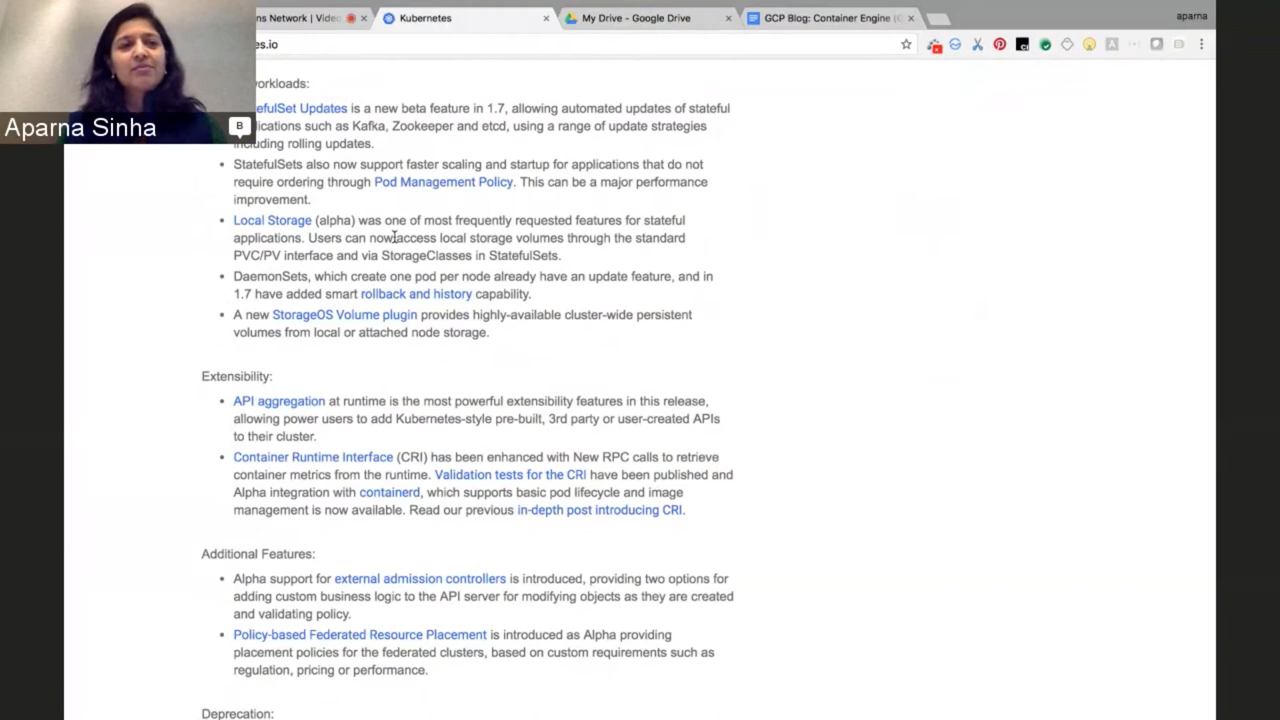 ns Network | Video
Kubernetes
My Drive - Google Drive
GCP Blog: Container Engine (
aparna
es.io
Aparna Sinha
B
orkloads:
efulSet Updates is a new beta feature in 1.7, allowing automated updates of stateful
plications such as Kafka, Zookeeper and etcd, using a range of update strategies
including rolling updates.
• StatefulSets also now support faster scaling and startup for applications that do not
require ordering through Pod Management Policy. This can be a major performance
improvement.
• Local Storage (alpha) was one of most frequently requested features for stateful
applications. Users can now access local storage volumes through the standard
PVC/PV interface and via StorageClasses in StatefulSets.
• DaemonSets, which create one pod per node already have an update feature, and in
1.7 have added smart rollback and history capability.
• A new StorageOS Volume plugin provides highly-available cluster-wide persistent
volumes from local or attached node storage.
Extensibility:
• API aggregation at runtime is the most powerful extensibility features in this release,
allowing power users to add Kubernetes-style pre-built, 3rd party or user-created APIs
to their cluster.
• Container Runtime Interface (CRI) has been enhanced with New RPC calls to retrieve
container metrics from the runtime. Validation tests for the CRI have been published and
Alpha integration with containerd, which supports basic pod lifecycle and image
management is now available. Read our previous in-depth post introducing CRI.
Additional Features:
• Alpha support for external admission controllers is introduced, providing two options for
adding custom business logic to the API server for modifying objects as they are created
and validating policy.
• Policy-based Federated Resource Placement is introduced as Alpha providing
placement policies for the federated clusters, based on custom requirements such as
regulation, pricing or performance.
Deprecation: